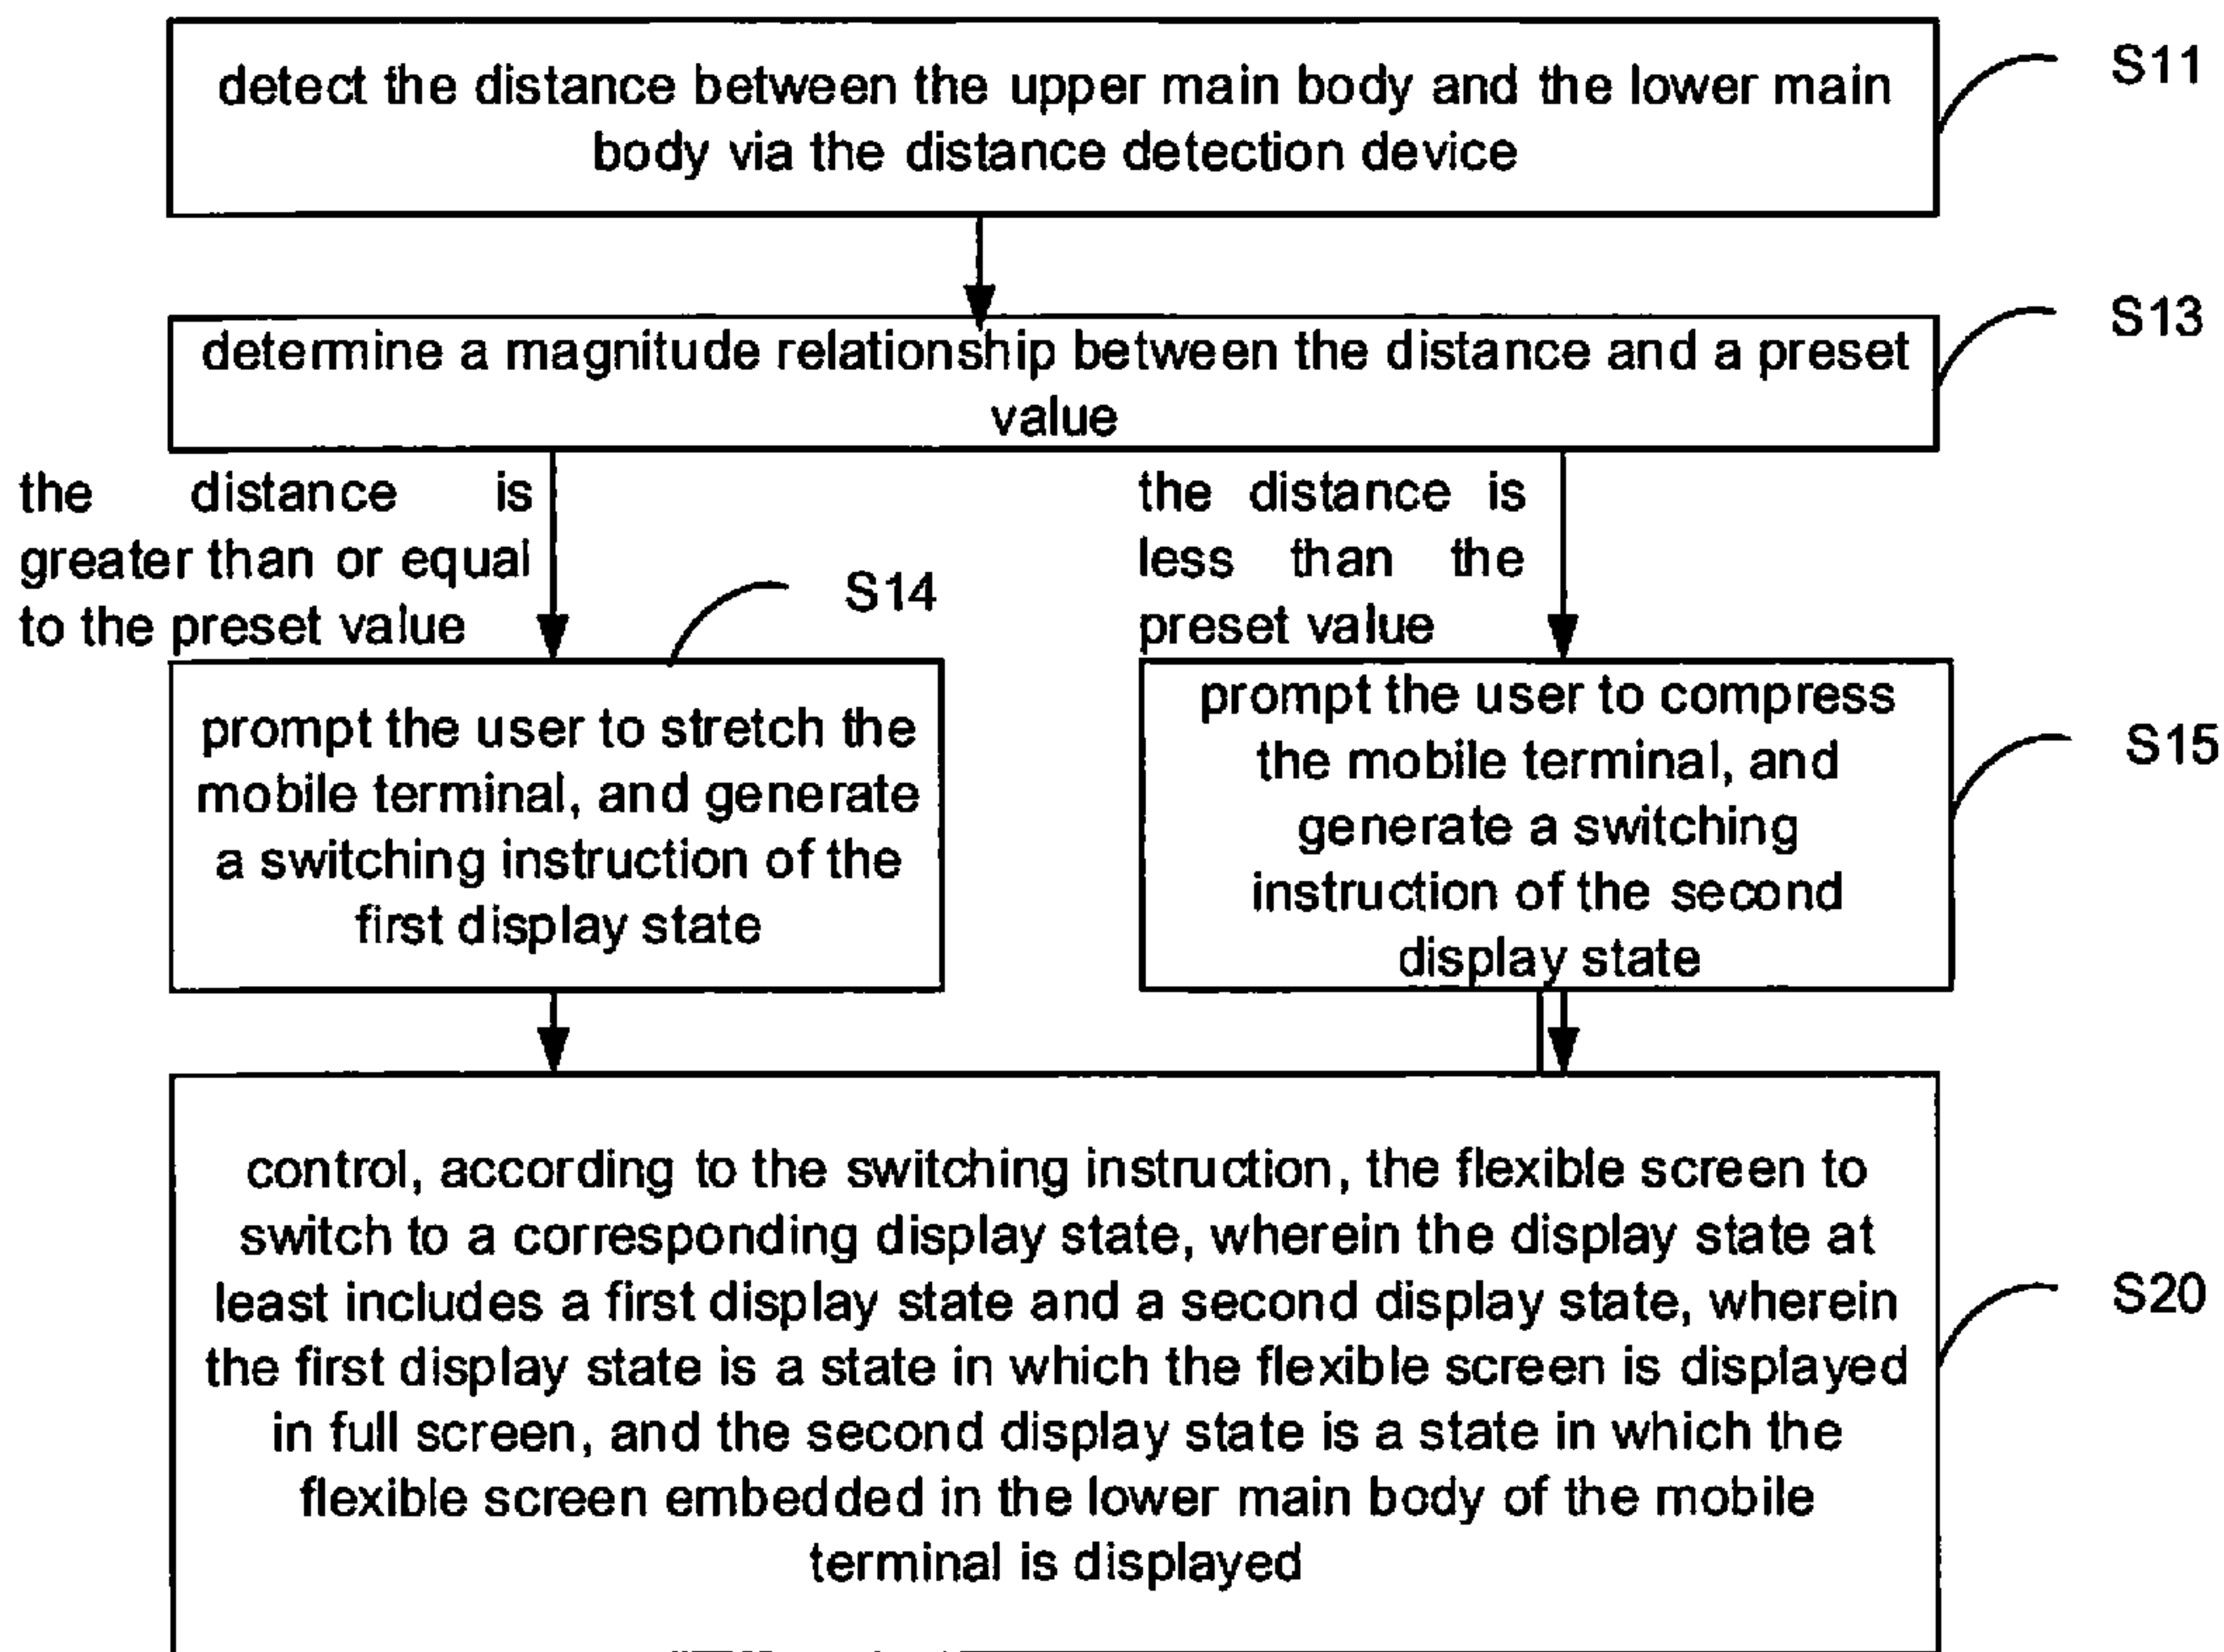 detect the distance between the upper main body and the lower main
body via the distance detection device
S11
determine a magnitude relationship between the distance and a preset
value
S13
the distance is
greater than or equal
to the preset value
the distance is
less than the
preset value
S14
prompt the user to stretch the
mobile terminal, and generate
a switching instruction of the
first display state
prompt the user to compress
the mobile terminal, and
generate a switching
instruction of the second
display state
S15
control, according to the switching instruction, the flexible screen to
switch to a corresponding display state, wherein the display state at
least includes a first display state and a second display state, wherein
the first display state is a state in which the flexible screen is displayed
in full screen, and the second display state is a state in which the
flexible screen embedded in the lower main body of the mobile
terminal is displayed
S20